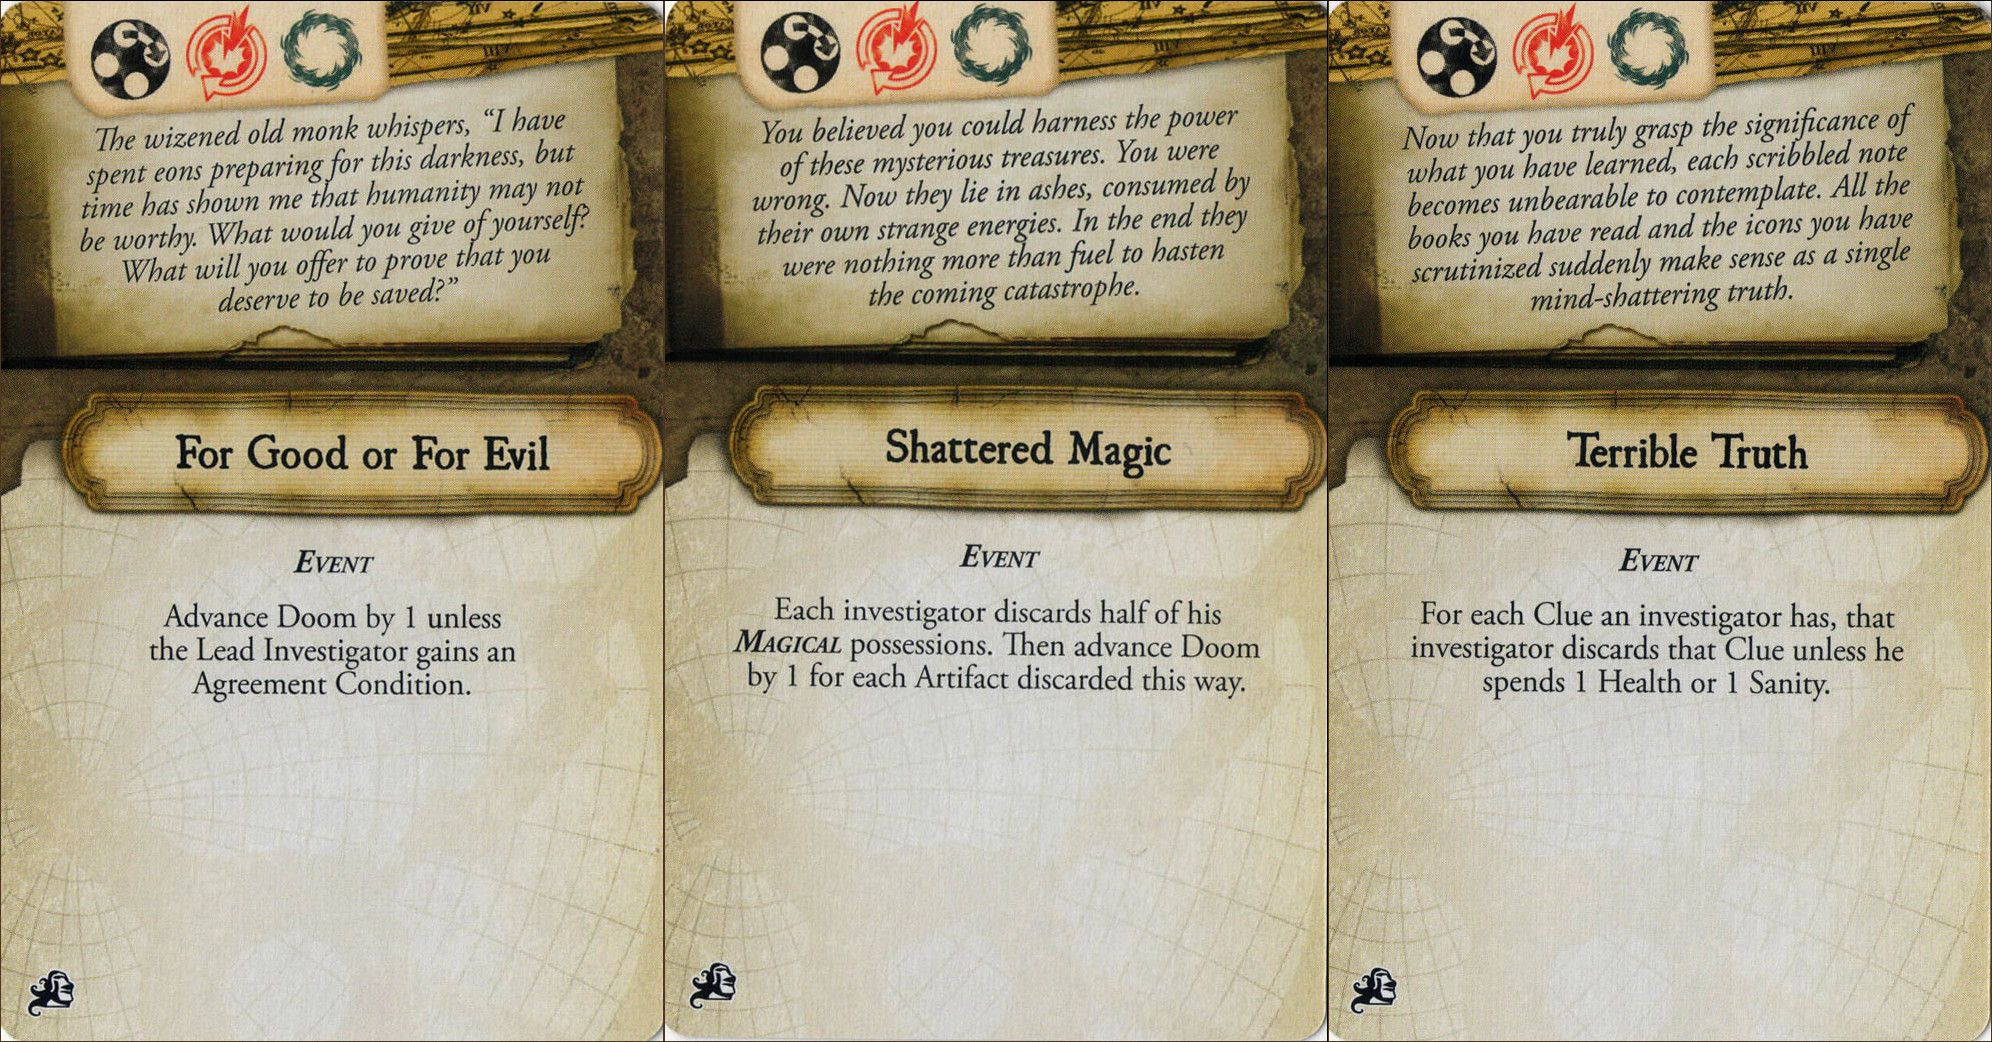 The wizened old monk whispers, “I have
spent eons preparing for this darkness, but
time has shown me that humanity may not
be worthy. What would you give of yourself?
What will you offer to prove that you
deserve to be saved?”
For Good or For Evil
EVENT
Advance Doom by 1 unless
the Lead Investigator gains an
Agreement Condition.
You believed you could harness the power
of these mysterious treasures. You were
wrong. Now they lie in ashes, consumed by
their own strange energies. In the end they
were nothing more than fuel to hasten
the coming catastrophe.
Shattered Magic
EVENT
Each investigator discards half of his
MAGICAL possessions. Then advance Doom
by 1 for each Artifact discarded this way.
Now that you truly grasp the significance of
what you have learned, each scribbled note
becomes unbearable to contemplate. All the
books you have read and the icons you have
scrutinized suddenly make sense as a single
mind-shattering truth.
Terrible Truth
EVENT
For each Clue an investigator has, that
investigator discards that Clue unless he
spends 1 Health or 1 Sanity.